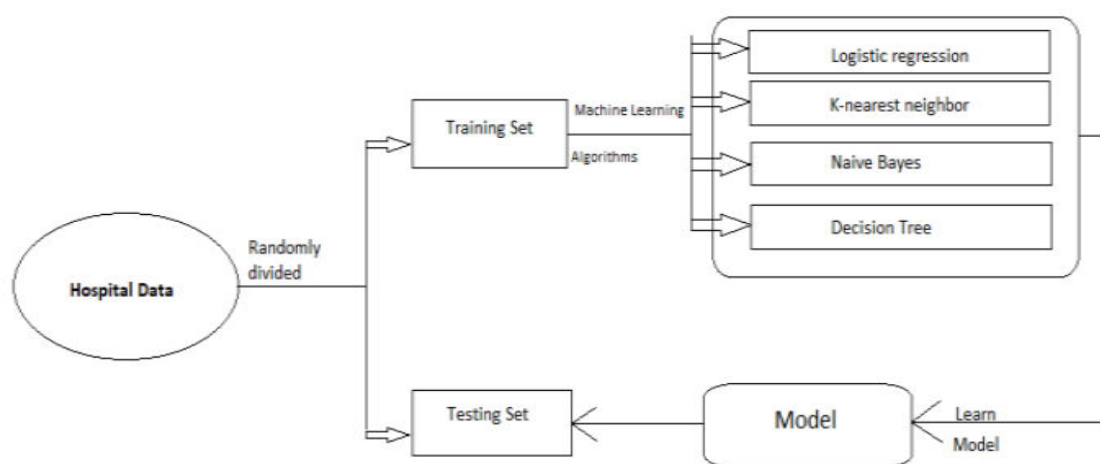 Hospital Data
Randomly
divided
Training Set
Machine Learning
Algorithms
Logistic regression
K-nearest neighbor
Naive Bayes
Decision Tree
Testing Set
Model
Learn
Model